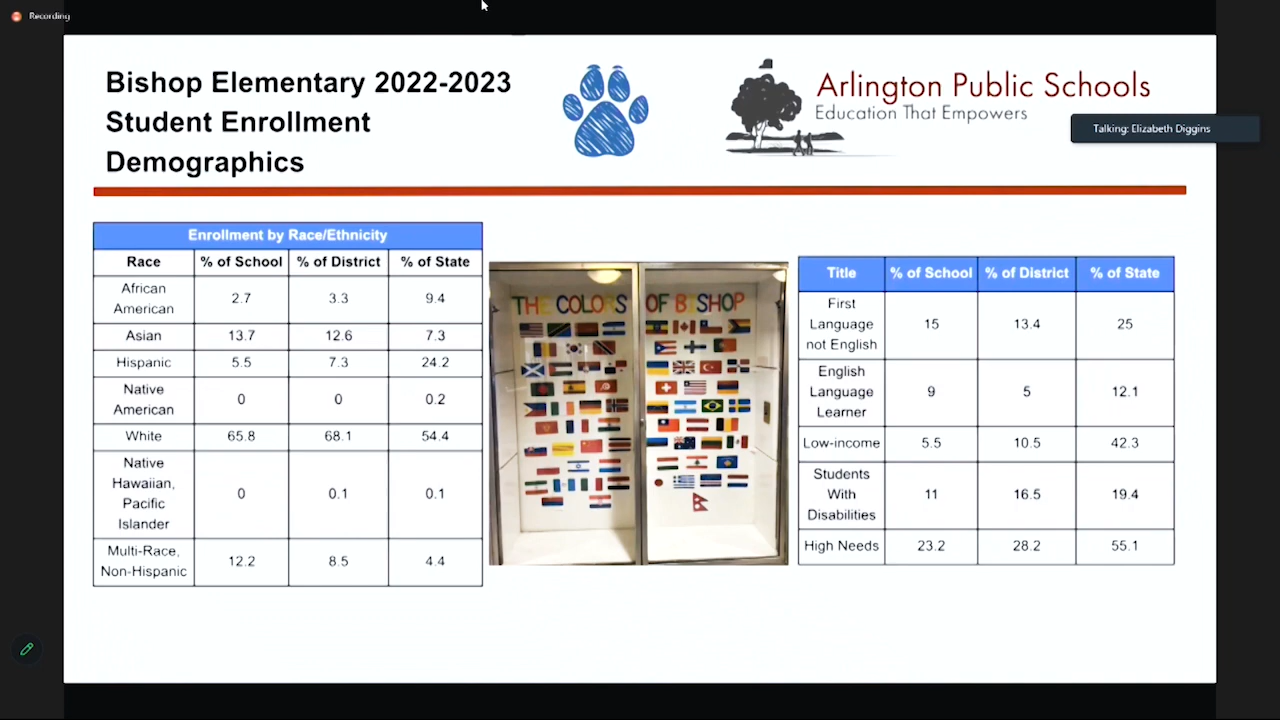 Recording
Bishop Elementary 2022-2023
Student Enrollment
Demographics
Arlington Public Schools
Education That Empowers
Talking: Elizabeth Diggins
Enrollment by Race/Ethnicity
Race % of School % of District % of State
African
American 2.7 3.3 9.4
Asian 13.7 12.6 7.3
Hispanic 5.5 7.3 24.2
Native
American 0 0 0.2
White 65.8 68.1 54.4
Native
Hawaiian,
Pacific
Islander 0 0.1 0.1
Multi-Race,
Non-Hispanic 12.2 8.5 4.4
THE COLORS OF BISHOP
Title % of School % of District % of State
First
Language
not English 15 13.4 25
English
Language
Learner 9 5 12.1
Low-income 5.5 10.5 42.3
Students
With
Disabilities 11 16.5 19.4
High Needs 23.2 28.2 55.1